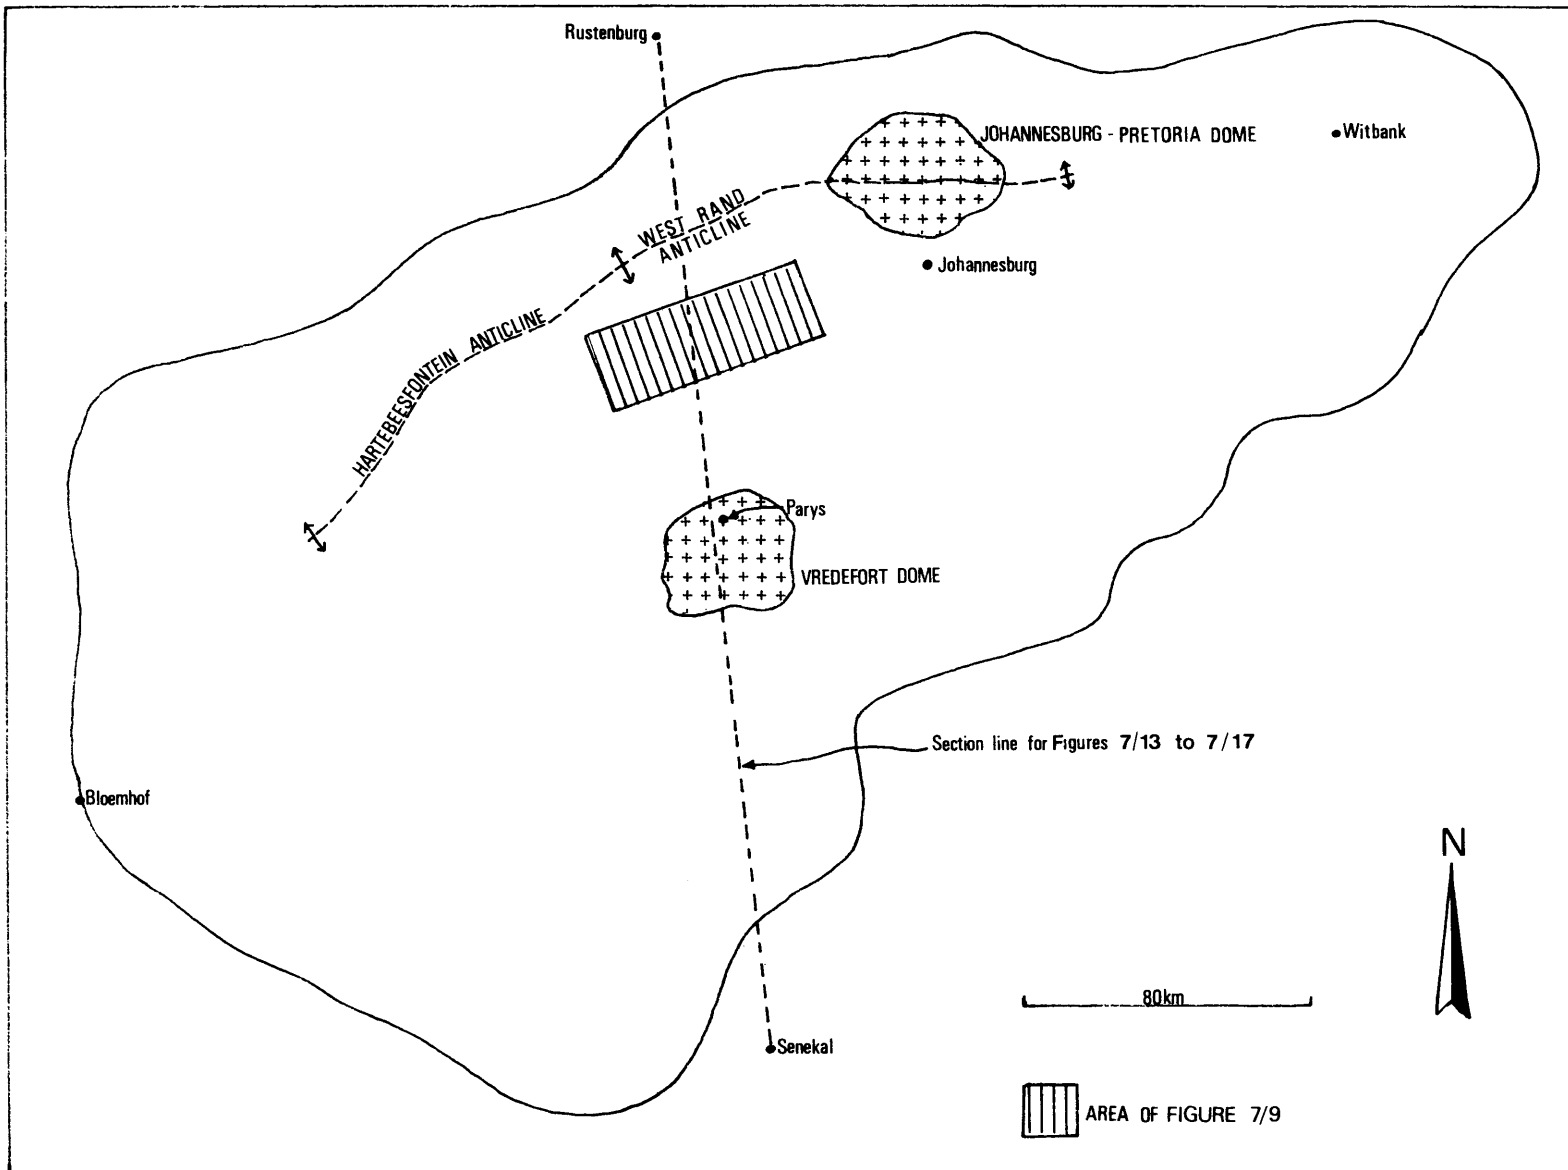 Rustenburg
JOHANNESBURG - PRETORIA DOME
Witbank
WEST RAND
ANTICLINE
Johannesburg
HARTEBEESFONTEIN ANTICLINE
Parys
VREDEFORT DOME
Section line for Figures 7/13 to 7/17
Bloemhof
N
80km
Senekal
AREA OF FIGURE 7/9